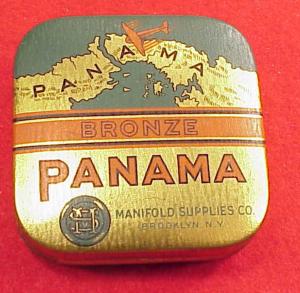 PANAMA
BRONZE
PANAMA
MANIFOLD SUPPLIES CO.
BROOKLYN. N.Y.